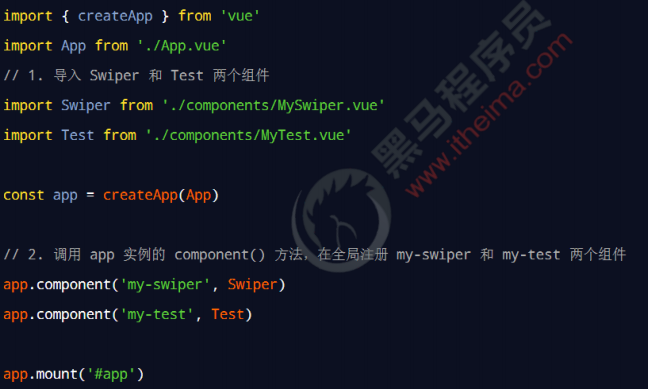 import { createApp } from 'vue'
import App from './App.vue'
// 1. 导入 Swiper 和 Test 两个组件
import Swiper from './components/MySwiper.vue'
import Test from './components/MyTest.vue'
const app = createApp(App)
// 2. 调用 app 实例的 component() 方法，在全局注册 my-swiper 和 my-test 两个组件
app.component('my-swiper', Swiper)
app.component('my-test', Test)
app.mount('#app')
黑马程序员
www.itheima.com